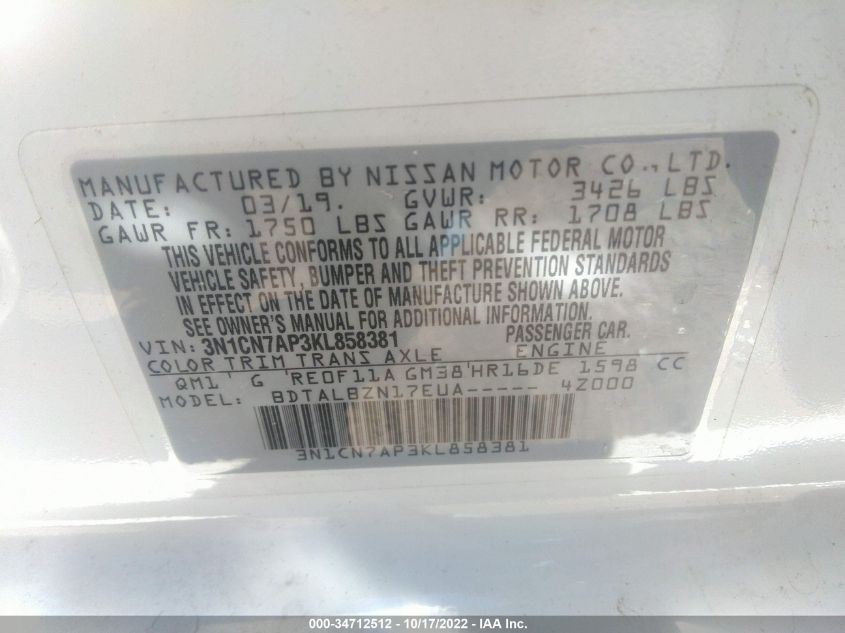 MANUFACTURED BY NISSAN MOTOR CO., LTD.
DATE: 03/19. GVWR: 3426 LBS
GAWR FR: 1750 LBS GAWR RR: 1708 LBS
THIS VEHICLE CONFORMS TO ALL APPLICABLE FEDERAL MOTOR
VEHICLE SAFETY, BUMPER AND THEFT PREVENTION STANDARDS
IN EFFECT ON THE DATE OF MANUFACTURE SHOWN ABOVE.
SEE OWNER'S MANUAL FOR ADDITIONAL INFORMATION.
VIN: 3N1CN7AP3KL858381 PASSENGER CAR.
COLOR TRIM TRANS AXLE ENGINE
QM1 G RE0F11A GM38 HR16DE 1598 CC
MODEL: BDTALBZN17EUA----- 4Z000
3N1CN7AP3KL858381
000-34712512 - 10/17/2022 - IAA Inc.